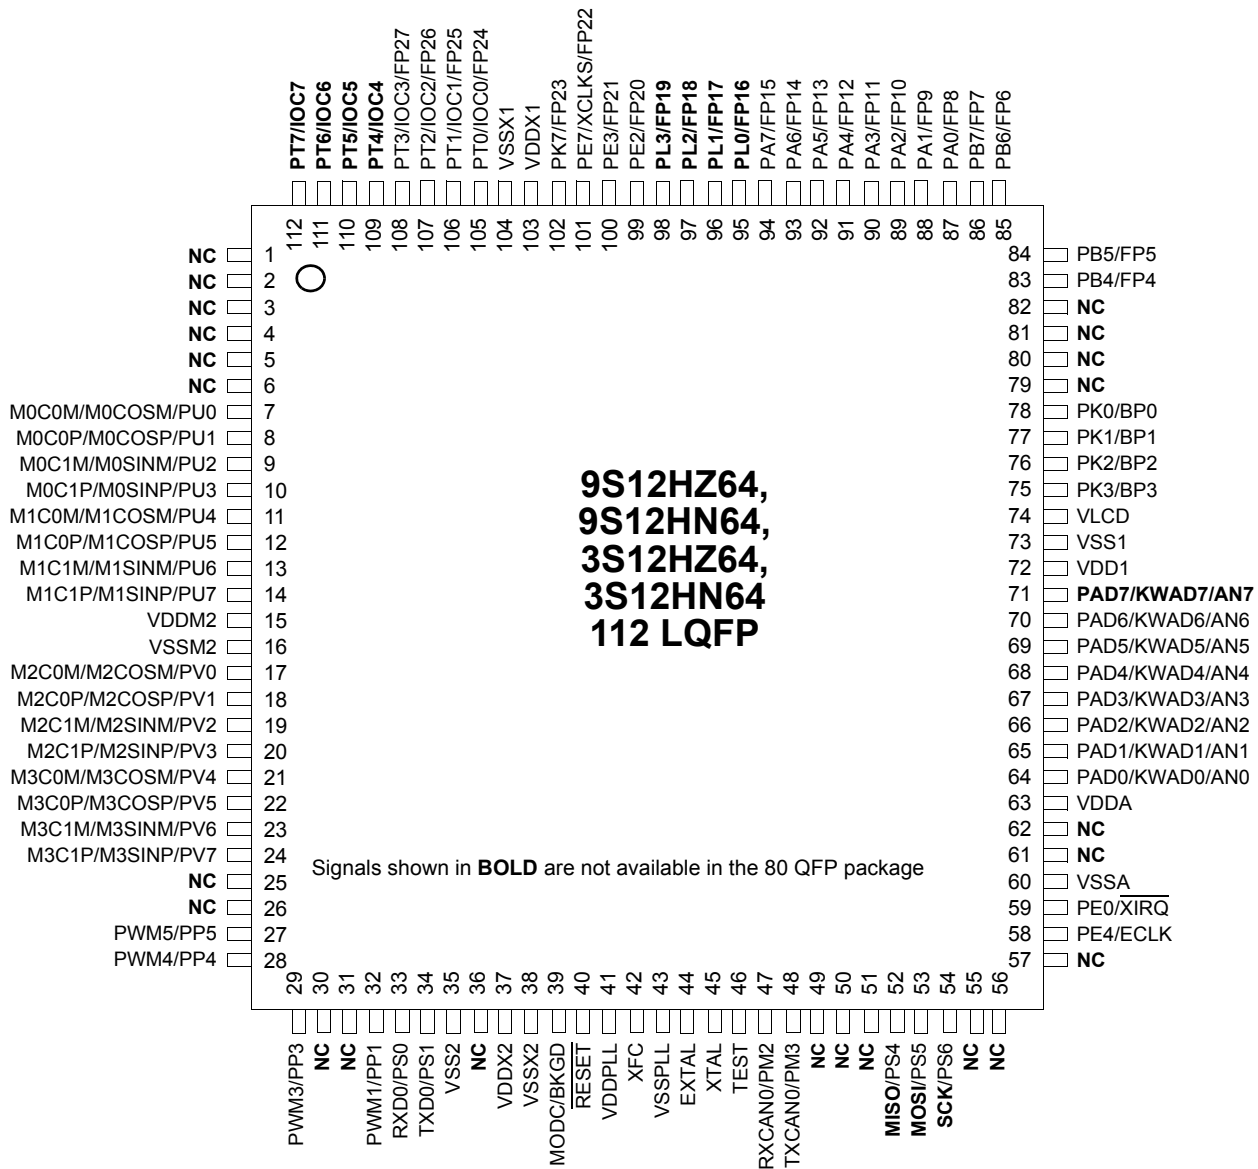 PT7/IOC7
PT6/IOC6
PT5/IOC5
PT4/IOC4
PT3/IOC3/FP27
PT2/IOC2/FP26
PT1/IOC1/FP25
PT0/IOC0/FP24
VSSX1
VDDX1
PK7/FP23
PE7/XCLKS/FP22
PE3/FP21
PE2/FP20
PL3/FP19
PL2/FP18
PL1/FP17
PL0/FP16
PA7/FP15
PA6/FP14
PA5/FP13
PA4/FP12
PA3/FP11
PA2/FP10
PA1/FP9
PA0/FP8
PB7/FP7
PB6/FP6
112
111
110
109
108
107
106
105
104
103
102
101
100
99
98
97
96
95
94
93
92
91
90
89
88
87
86
85
NC 1
NC 2
NC 3
NC 4
NC 5
NC 6
M0C0M/M0COSM/PU0 7
M0C0P/M0COSP/PU1 8
M0C1M/M0SINM/PU2 9
M0C1P/M0SINP/PU3 10
M1C0M/M1COSM/PU4 11
M1C0P/M1COSP/PU5 12
M1C1M/M1SINM/PU6 13
M1C1P/M1SINP/PU7 14
VDDM2 15
VSSM2 16
M2C0M/M2COSM/PV0 17
M2C0P/M2COSP/PV1 18
M2C1M/M2SINM/PV2 19
M2C1P/M2SINP/PV3 20
M3C0M/M3COSM/PV4 21
M3C0P/M3COSP/PV5 22
M3C1M/M3SINM/PV6 23
M3C1P/M3SINP/PV7 24
NC 25
NC 26
PWM5/PP5 27
PWM4/PP4 28
9S12HZ64,
9S12HN64,
3S12HZ64,
3S12HN64
112 LQFP
Signals shown in BOLD are not available in the 80 QFP package
84 PB5/FP5
83 PB4/FP4
82 NC
81 NC
80 NC
79 NC
78 PK0/BP0
77 PK1/BP1
76 PK2/BP2
75 PK3/BP3
74 VLCD
73 VSS1
72 VDD1
71 PAD7/KWAD7/AN7
70 PAD6/KWAD6/AN6
69 PAD5/KWAD5/AN5
68 PAD4/KWAD4/AN4
67 PAD3/KWAD3/AN3
66 PAD2/KWAD2/AN2
65 PAD1/KWAD1/AN1
64 PAD0/KWAD0/AN0
63 VDDA
62 NC
61 NC
60 VSSA
59 PE0/XIRQ
58 PE4/ECLK
57 NC
29
30
31
32
33
34
35
36
37
38
39
40
41
42
43
44
45
46
47
48
49
50
51
52
53
54
55
56
PWM3/PP3
NC
NC
PWM1/PP1
RXD0/PS0
TXD0/PS1
VSS2
NC
VDDX2
VSSX2
MODC/BKGD
RESET
VDDPLL
XFC
VSSPLL
EXTAL
XTAL
TEST
RXCAN0/PM2
TXCAN0/PM3
NC
NC
NC
MISO/PS4
MOSI/PS5
SCK/PS6
NC
NC